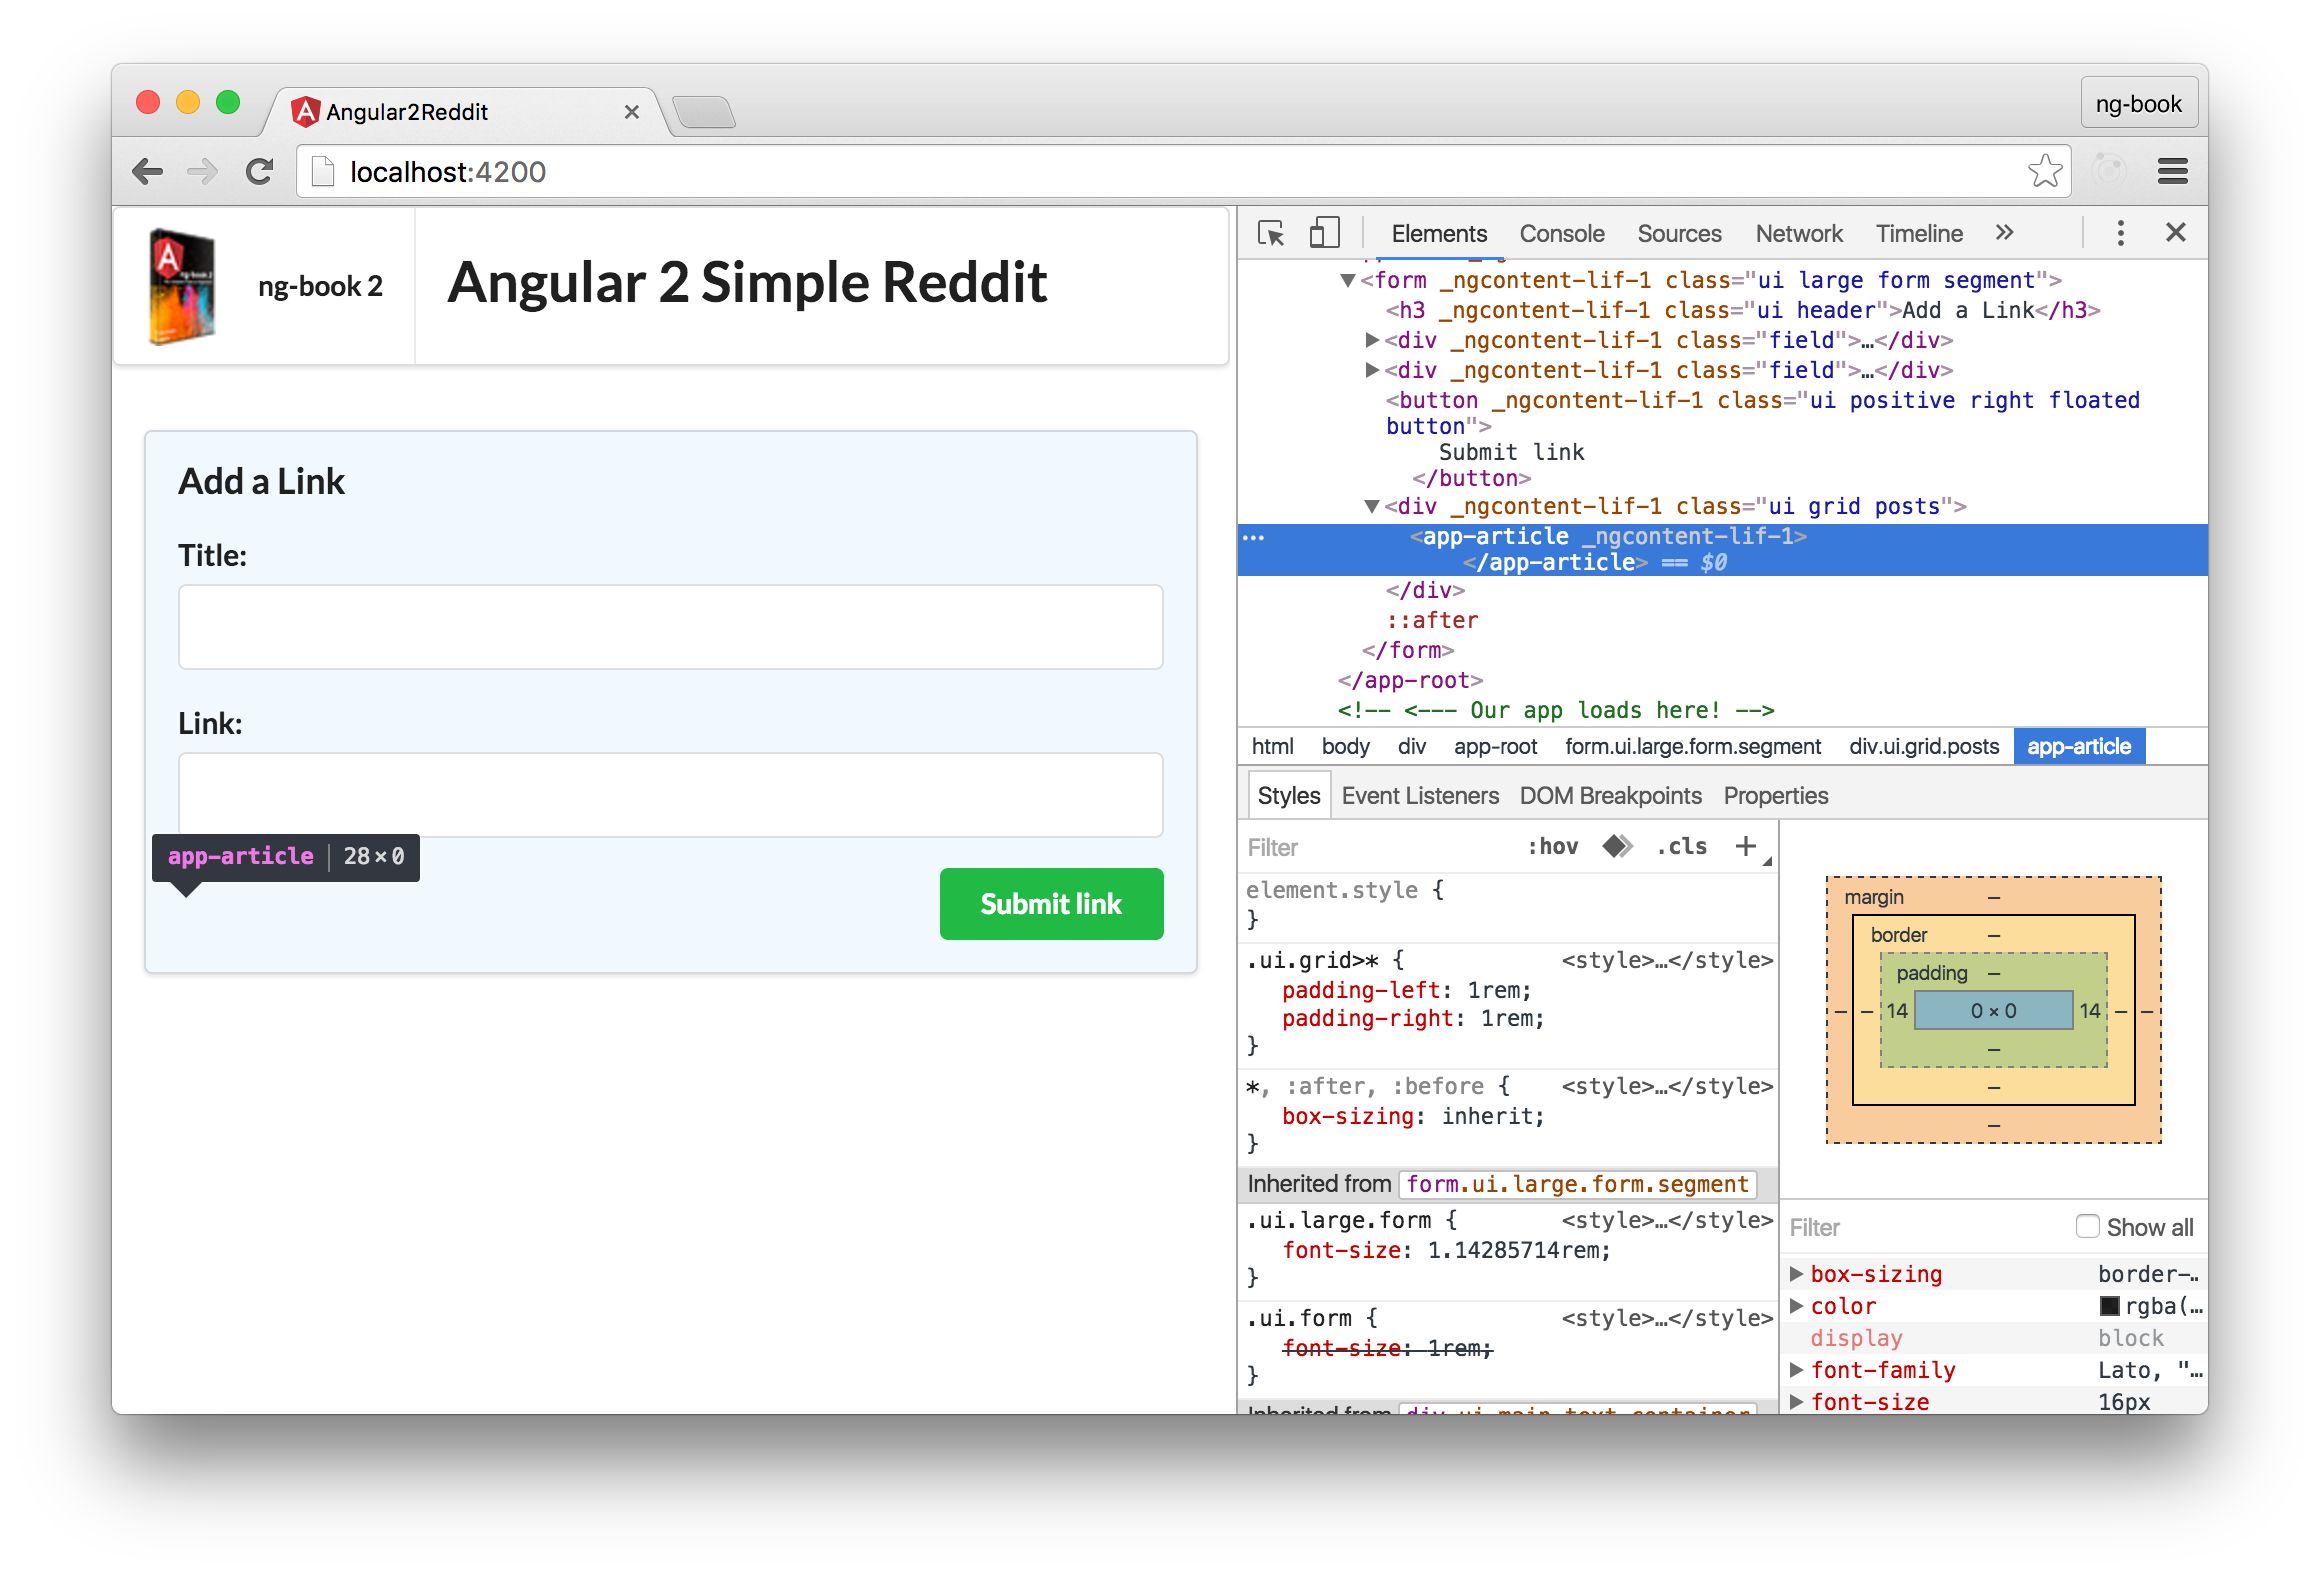 Angular2Reddit
ng-book
localhost:4200
ng-book 2
Angular 2 Simple Reddit
Add a Link
Title:
Link:
app-article | 28×0
Submit link
Elements Console Sources Network Timeline »
▼<form _ngcontent-lif-1 class="ui large form segment">
<h3 _ngcontent-lif-1 class="ui header">Add a Link</h3>
▶<div _ngcontent-lif-1 class="field">…</div>
▶<div _ngcontent-lif-1 class="field">…</div>
<button _ngcontent-lif-1 class="ui positive right floated
button">
Submit link
</button>
▼<div _ngcontent-lif-1 class="ui grid posts">
… <app-article _ngcontent-lif-1>
</app-article> == $0
</div>
::after
</form>
</app-root>
<!-- <--- Our app loads here! -->
html body div app-root form.ui.large.form.segment div.ui.grid.posts app-article
Styles Event Listeners DOM Breakpoints Properties
Filter :hov .cls +
element.style {
}
.ui.grid>* { <style>…</style>
padding-left: 1rem;
padding-right: 1rem;
}
*, :after, :before { <style>…</style>
box-sizing: inherit;
}
Inherited from form.ui.large.form.segment
.ui.large.form { <style>…</style>
font-size: 1.14285714rem;
}
.ui.form { <style>…</style>
font-size: 1rem;
}
Inherited from div.ui.main.text.container
margin –
border –
padding –
– – 14 0 × 0 14 – –
–
–
–
Filter Show all
▶ box-sizing border-…
▶ color rgba(…
display block
▶ font-family Lato, "…
▶ font-size 16px